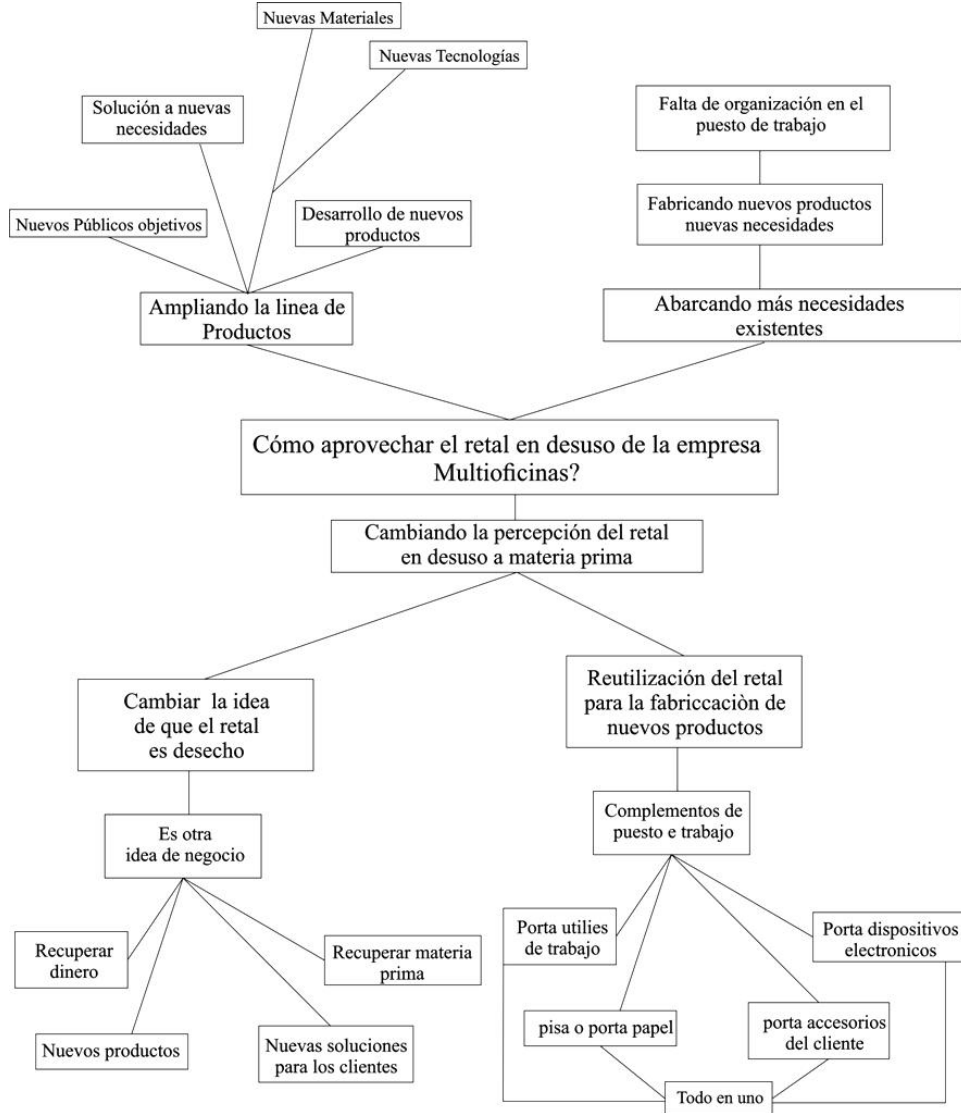 Nuevas Materiales
Nuevas Tecnologías
Solución a nuevas
necesidades
Nuevos Públicos objetivos
Desarrollo de nuevos
productos
Ampliando la linea de
Productos
Falta de organización en el
puesto de trabajo
Fabricando nuevos productos
nuevas necesidades
Abarcando más necesidades
existentes
Cómo aprovechar el retal en desuso de la empresa
Multioficinas?
Cambiando la percepción del retal
en desuso a materia prima
Cambiar la idea
de que el retal
es desecho
Es otra
idea de negocio
Recuperar
dinero
Recuperar materia
prima
Nuevos productos
Nuevas soluciones
para los clientes
Reutilización del retal
para la fabriccaciòn de
nuevos productos
Complementos de
puesto e trabajo
Porta utilies
de trabajo
Porta dispositivos
electronicos
pisa o porta papel
porta accesorios
del cliente
Todo en uno